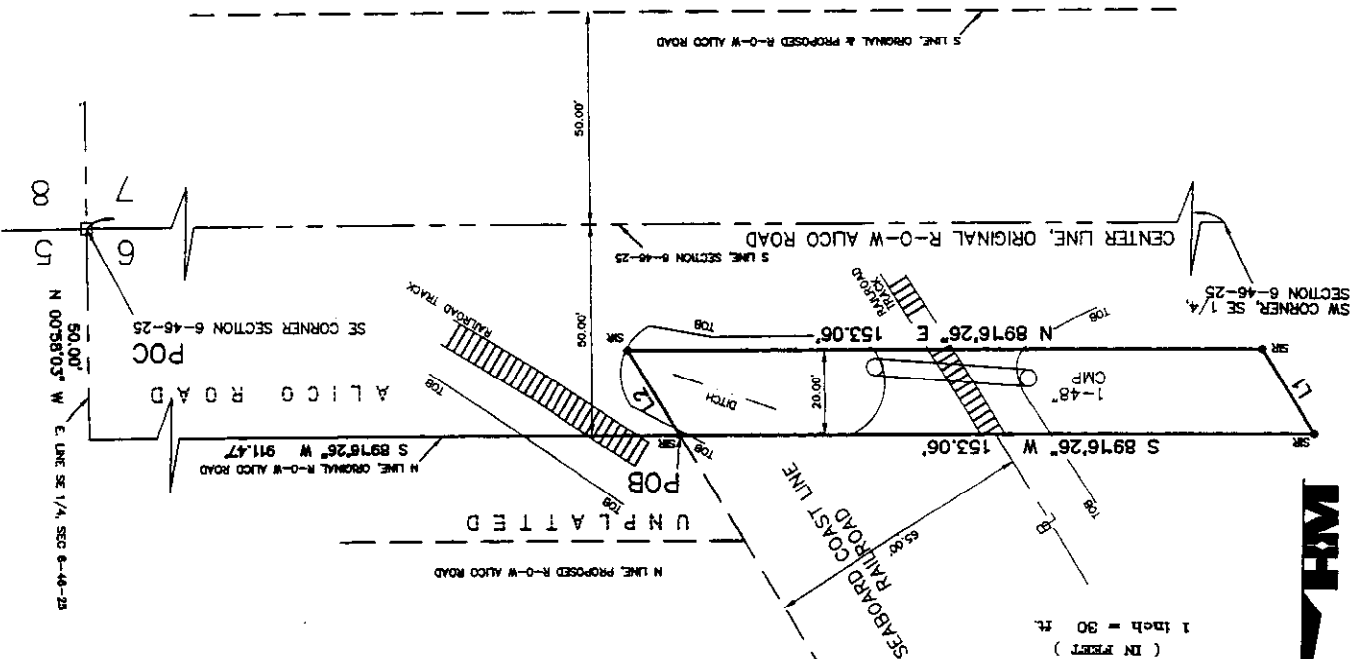 ( IN FEET )
1 inch = 30 ft.
HM
SEABOARD COAST LINE
RAILROAD
65.00'
N LINE, PROPOSED R-O-W ALICO ROAD
UNPLATTED
TOB
TOB
TOB
POB
N LINE, ORIGINAL R-O-W ALICO ROAD
S 89°16'26" W 911.47'
S 89°16'26" W 153.06'
SIR
FSIR
L1
L2
1-48"
CMP
20.00'
DITCH
ALICO ROAD
TOB
N 89°16'26" E 153.06'
SIR
SIR
TOB
TOB
RAILROAD TRACK
RAILROAD
TRACK
50.00'
POC
SE CORNER SECTION 6-46-25
N 00°58'03" W E. LINE SE 1/4, SEC 6-46-25
50.00'
SW CORNER, SE 1/4,
SECTION 6-46-25
S LINE, SECTION 6-46-25
CENTER LINE, ORIGINAL R-O-W ALICO ROAD
5
6
8
7
50.00'
S LINE, ORIGINAL & PROPOSED R-O-W ALICO ROAD